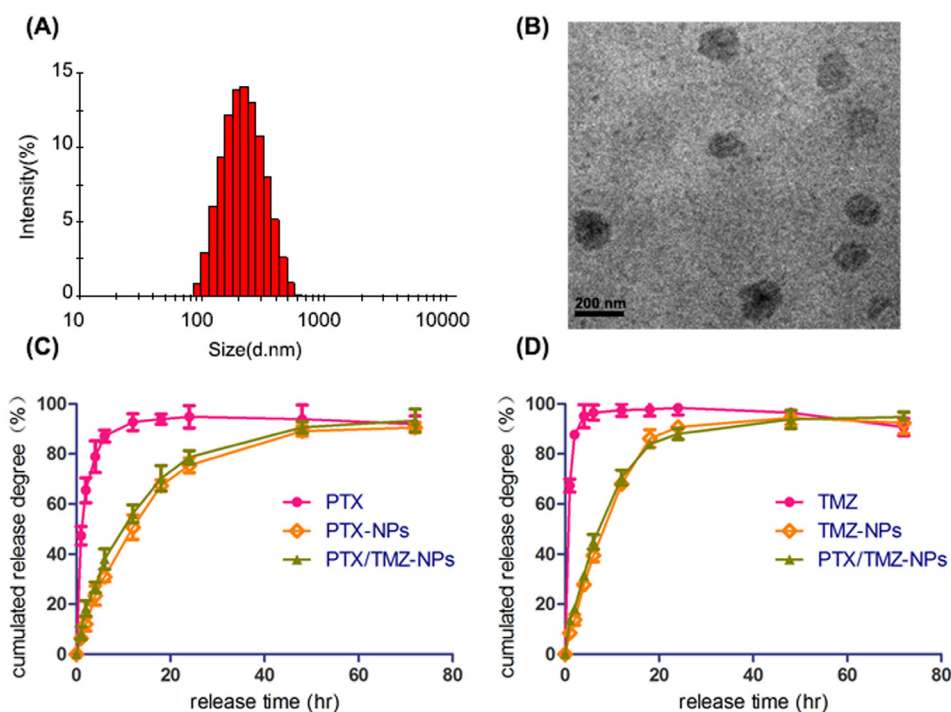 (A)
Intensity(%)
15
10
5
0
10
100
1000
10000
Size(d.nm)
(B)
200 nm
(C)
cumulated release degree (%)
100
80
60
40
20
0
0
20
40
60
80
release time (hr)
PTX
PTX-NPs
PTX/TMZ-NPs
(D)
cumulated release degree (%)
100
80
60
40
20
0
0
20
40
60
80
release time (hr)
TMZ
TMZ-NPs
PTX/TMZ-NPs